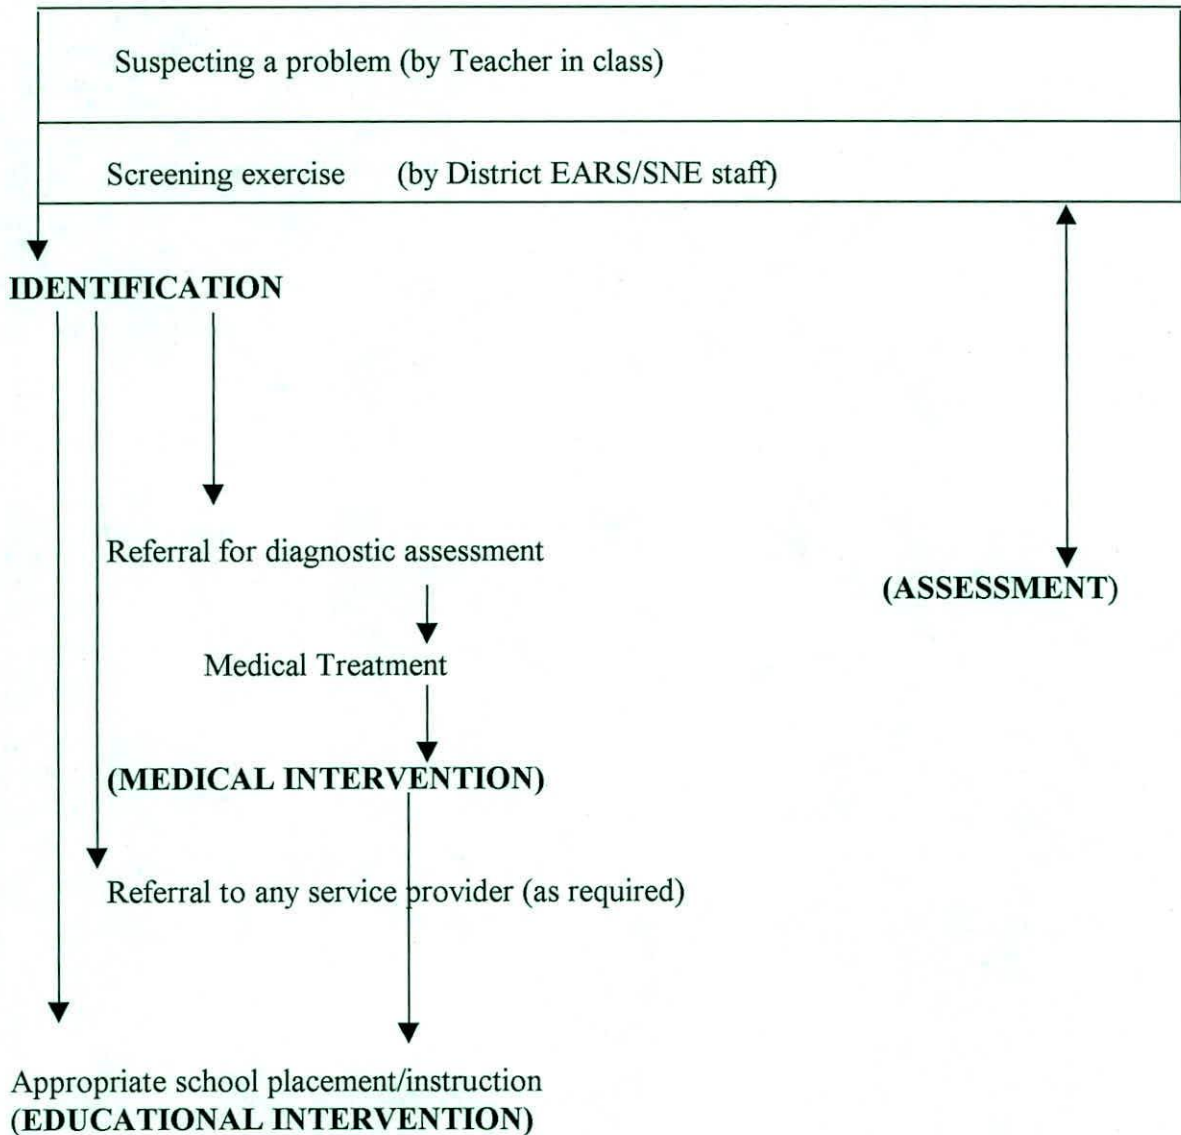 Suspecting a problem (by Teacher in class)
Screening exercise (by District EARS/SNE staff)
IDENTIFICATION
Referral for diagnostic assessment
(ASSESSMENT)
Medical Treatment
(MEDICAL INTERVENTION)
Referral to any service provider (as required)
Appropriate school placement/instruction
(EDUCATIONAL INTERVENTION)